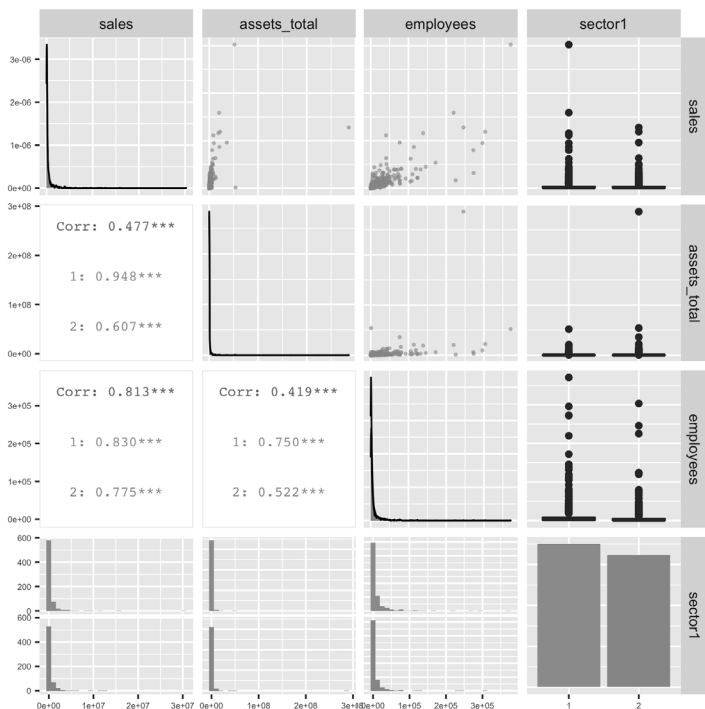 sales
assets_total
employees
sector1
3e-06
2e-06
1e-06
0e+00
sales
3e+08
2e+08
1e+08
0e+00
Corr: 0.477***
1: 0.948***
2: 0.607***
assets_total
3e+05
2e+05
1e+05
0e+00
Corr: 0.813***
1: 0.830***
2: 0.775***
Corr: 0.419***
1: 0.750***
2: 0.522***
employees
600
400
200
0
600
400
200
0
sector1
0e+00
1e+07
2e+07
3e+07
0e+00
1e+08
2e+08
0e+00
1e+05
2e+05
3e+05
1
2